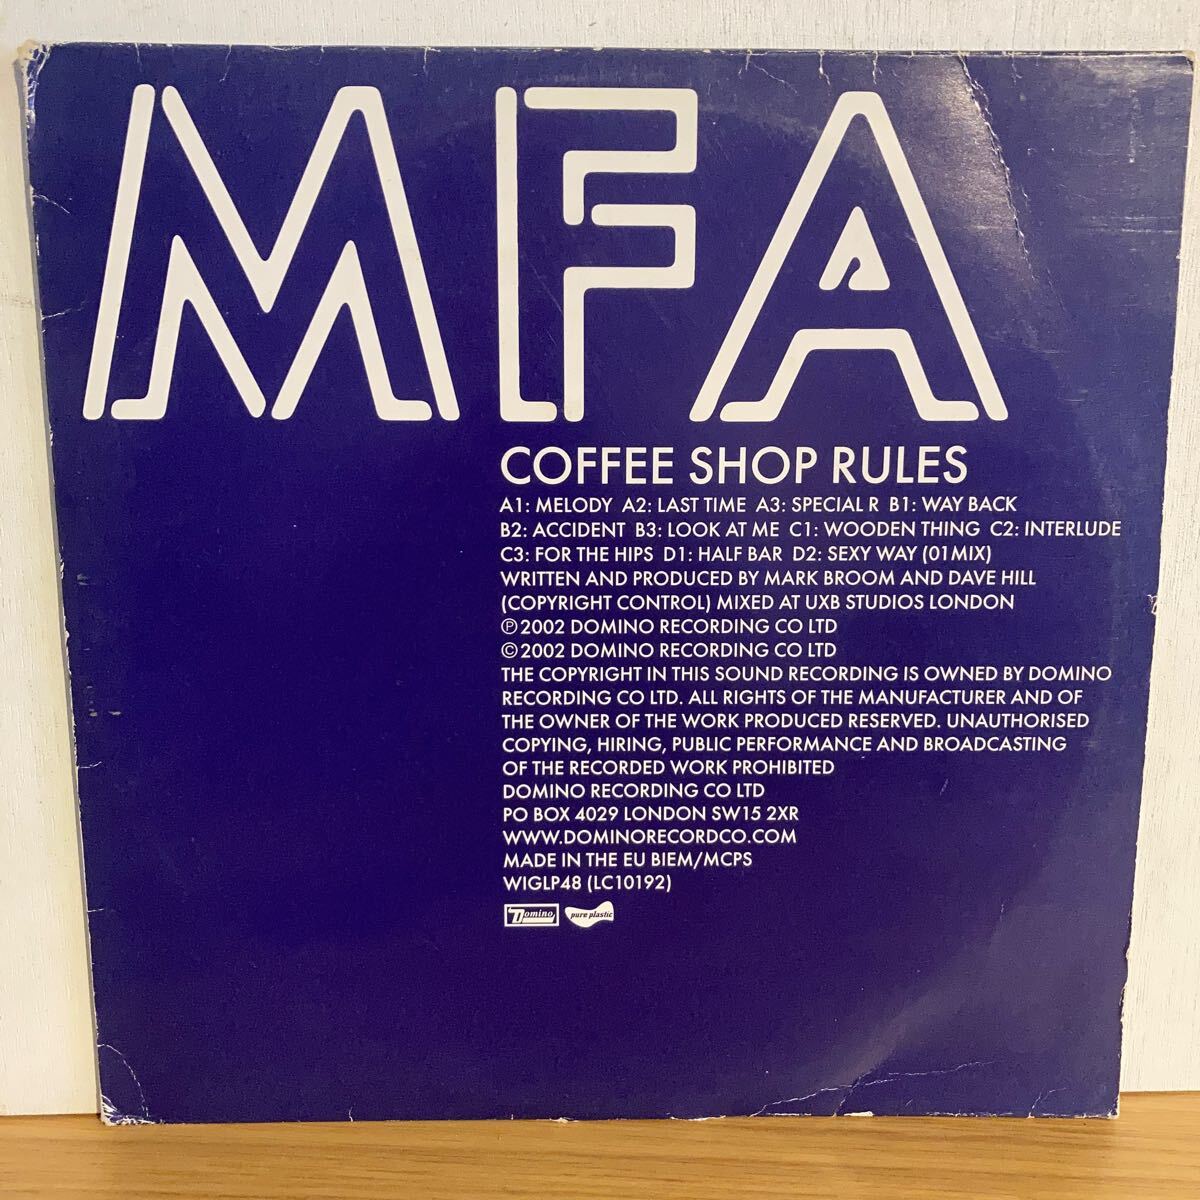 MFA
COFFEE SHOP RULES
A1: MELODY A2: LAST TIME A3: SPECIAL R B1: WAY BACK
B2: ACCIDENT B3: LOOK AT ME C1: WOODEN THING C2: INTERLUDE
C3: FOR THE HIPS D1: HALF BAR D2: SEXY WAY (01 MIX)
WRITTEN AND PRODUCED BY MARK BROOM AND DAVE HILL
(COPYRIGHT CONTROL) MIXED AT UXB STUDIOS LONDON
℗2002 DOMINO RECORDING CO LTD
©2002 DOMINO RECORDING CO LTD
THE COPYRIGHT IN THIS SOUND RECORDING IS OWNED BY DOMINO
RECORDING CO LTD. ALL RIGHTS OF THE MANUFACTURER AND OF
THE OWNER OF THE WORK PRODUCED RESERVED. UNAUTHORISED
COPYING, HIRING, PUBLIC PERFORMANCE AND BROADCASTING
OF THE RECORDED WORK PROHIBITED
DOMINO RECORDING CO LTD
PO BOX 4029 LONDON SW15 2XR
WWW.DOMINORECORDCO.COM
MADE IN THE EU BIEM/MCPS
WIGLP48 (LC10192)
Domino pure plastic